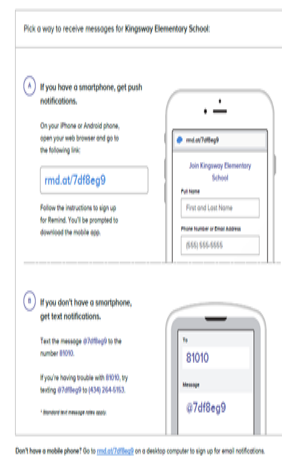 Pick a way to receive messages for Kingsway Elementary School:
A
If you have a smartphone, get push
notifications.
On your iPhone or Android phone,
open your web browser and go to
the following link:
rmd.at/7df8eg9
Follow the instructions to sign up
for Remind. You'll be prompted to
download the mobile app.
rmd.at/7df8eg9
Join Kingsway Elementary
School
Full Name
First and Last Name
Phone Number or Email Address
(555) 555-5555
B
If you don't have a smartphone,
get text notifications.
Text the message @7df8eg9 to the
number 81010.
If you're having trouble with 81010, try
texting @7df8eg9 to (434) 264-5153.
* Standard text message rates apply.
To
81010
Message
@7df8eg9
Don't have a mobile phone? Go to rmd.at/7df8eg9 on a desktop computer to sign up for email notifications.